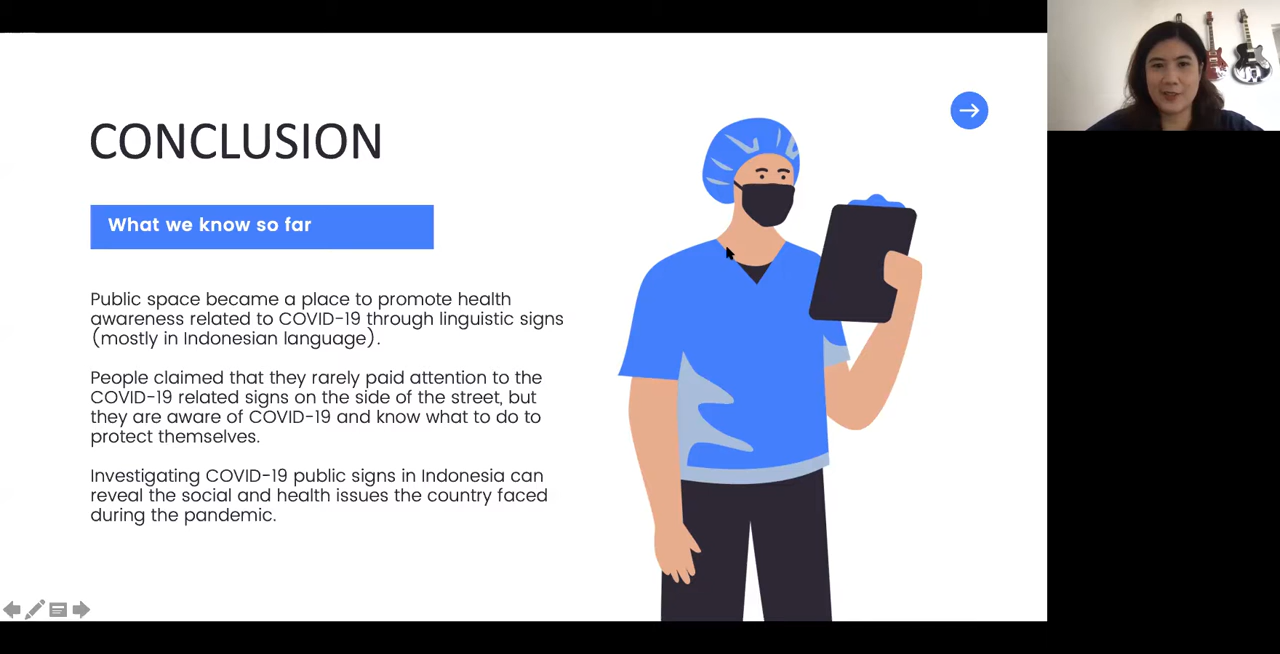 CONCLUSION
What we know so far
Public space became a place to promote health
awareness related to COVID-19 through linguistic signs
(mostly in Indonesian language).
People claimed that they rarely paid attention to the
COVID-19 related signs on the side of the street, but
they are aware of COVID-19 and know what to do to
protect themselves.
Investigating COVID-19 public signs in Indonesia can
reveal the social and health issues the country faced
during the pandemic.